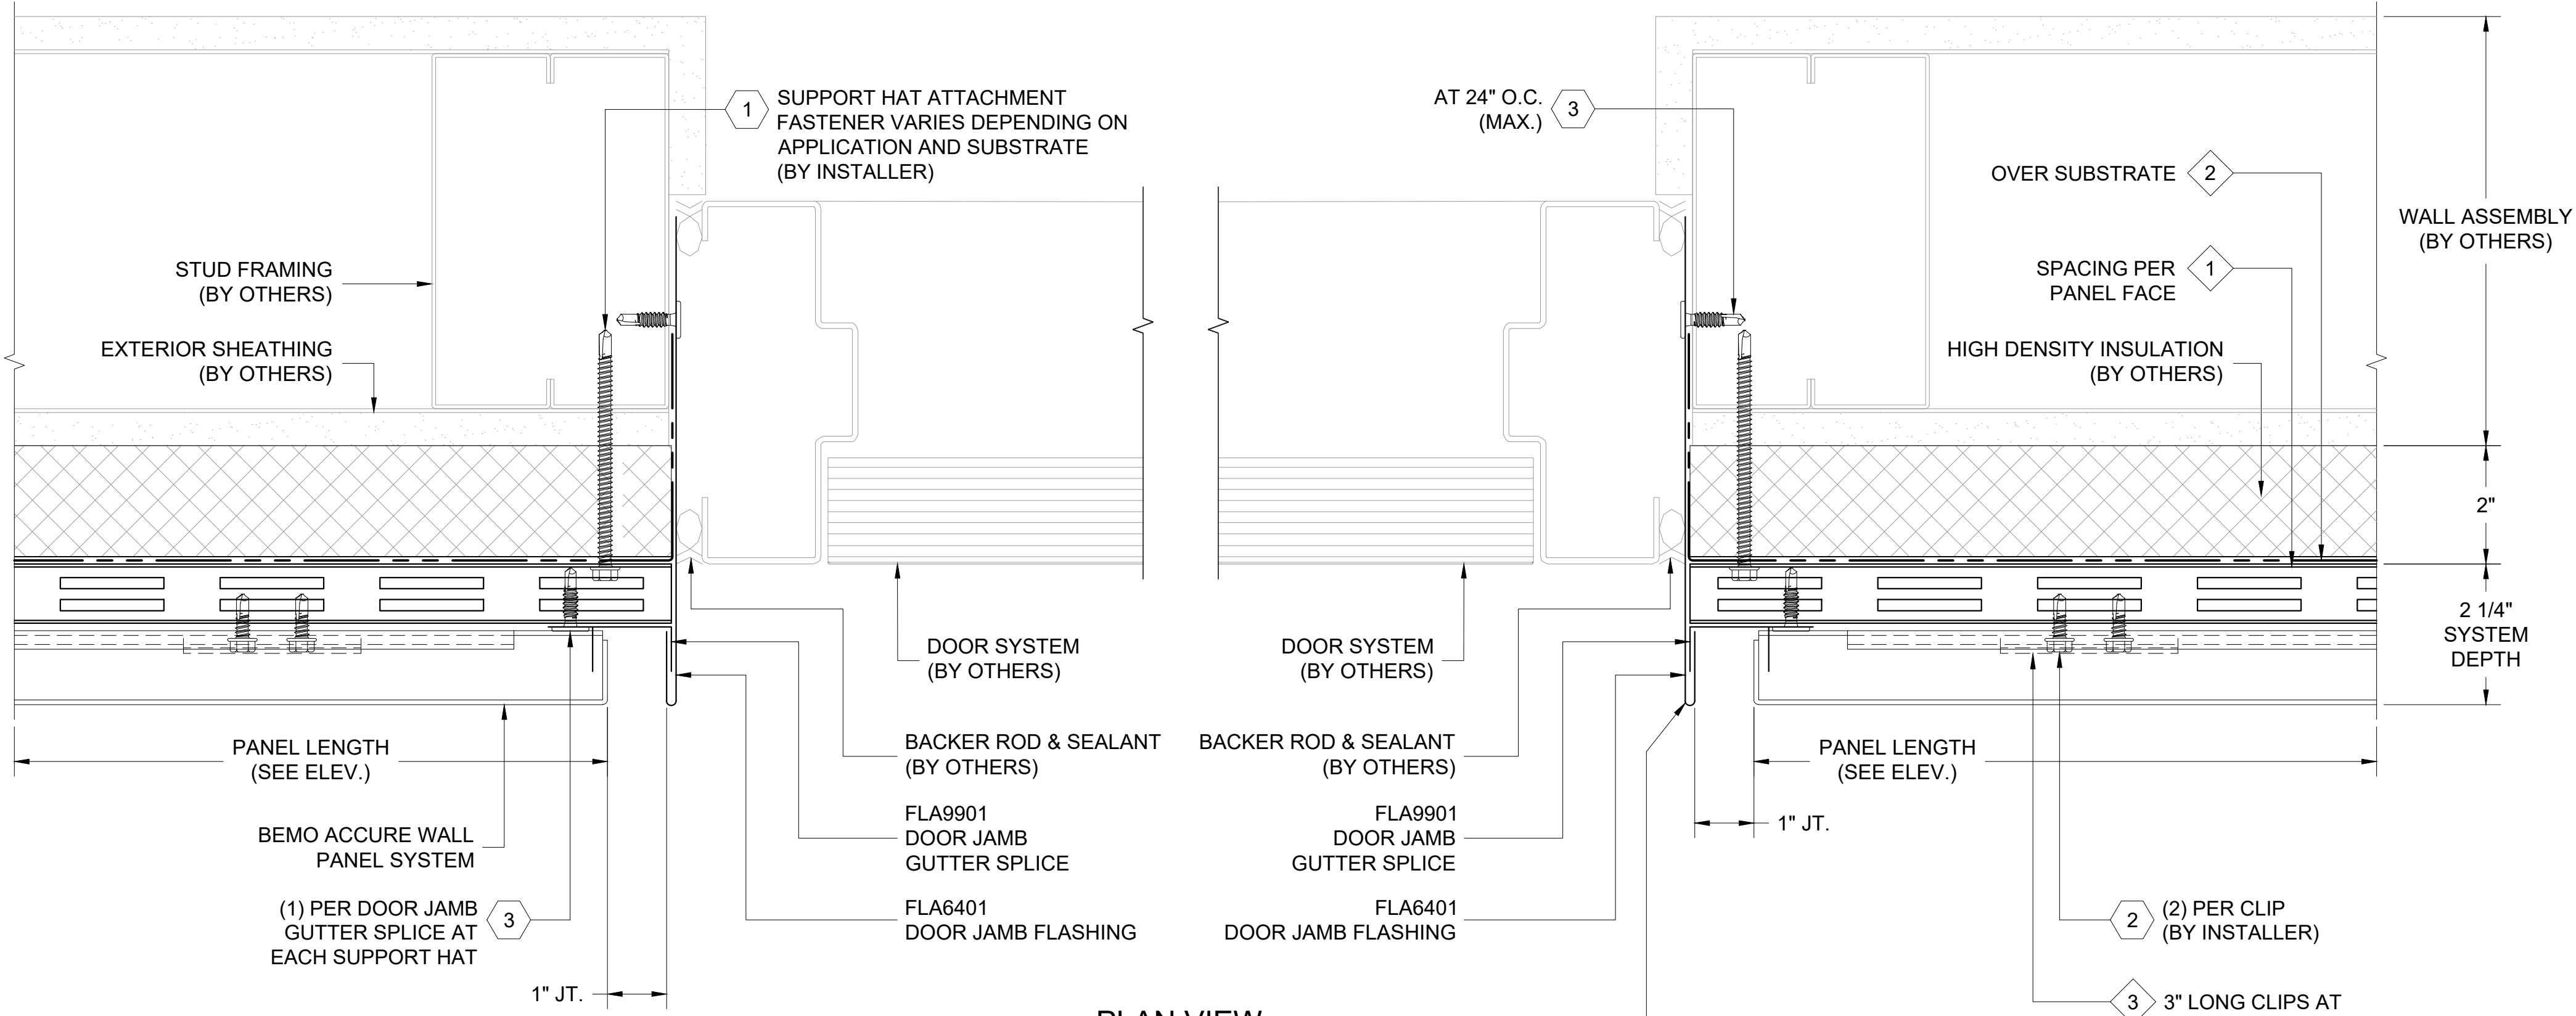 1
SUPPORT HAT ATTACHMENT
FASTENER VARIES DEPENDING ON
APPLICATION AND SUBSTRATE
(BY INSTALLER)
AT 24" O.C.
(MAX.)
3
OVER SUBSTRATE
2
WALL ASSEMBLY
(BY OTHERS)
STUD FRAMING
(BY OTHERS)
SPACING PER
PANEL FACE
1
EXTERIOR SHEATHING
(BY OTHERS)
HIGH DENSITY INSULATION
(BY OTHERS)
2"
2 1/4"
SYSTEM
DEPTH
DOOR SYSTEM
(BY OTHERS)
DOOR SYSTEM
(BY OTHERS)
PANEL LENGTH
(SEE ELEV.)
BACKER ROD & SEALANT
(BY OTHERS)
BACKER ROD & SEALANT
(BY OTHERS)
PANEL LENGTH
(SEE ELEV.)
BEMO ACCURE WALL
PANEL SYSTEM
FLA9901
DOOR JAMB
GUTTER SPLICE
FLA9901
DOOR JAMB
GUTTER SPLICE
1" JT.
(1) PER DOOR JAMB
GUTTER SPLICE AT
EACH SUPPORT HAT
3
FLA6401
DOOR JAMB FLASHING
FLA6401
DOOR JAMB FLASHING
2
(2) PER CLIP
(BY INSTALLER)
1" JT.
3
3" LONG CLIPS AT
PLAN VIEW